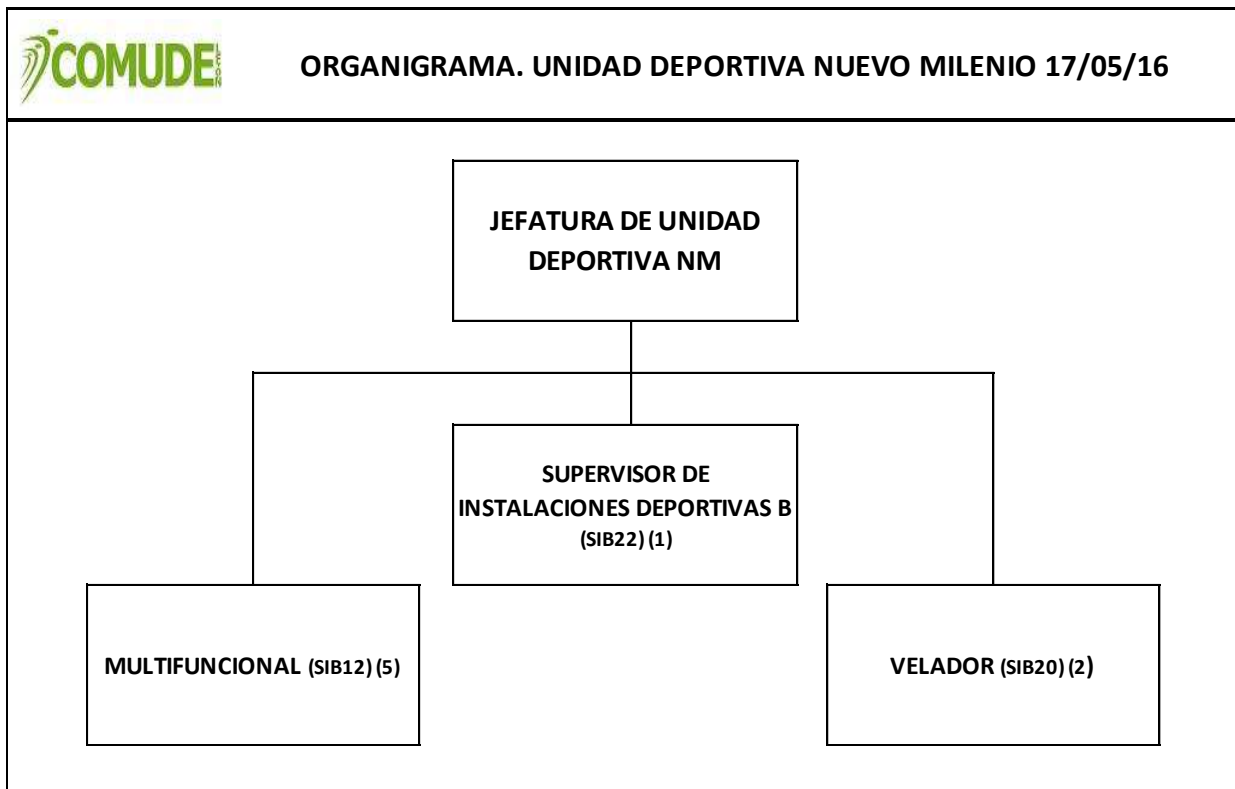 COMUDE LEÓN
ORGANIGRAMA. UNIDAD DEPORTIVA NUEVO MILENIO 17/05/16
JEFATURA DE UNIDAD
DEPORTIVA NM
SUPERVISOR DE
INSTALACIONES DEPORTIVAS B
(SIB22) (1)
MULTIFUNCIONAL (SIB12) (5)
VELADOR (SIB20) (2)